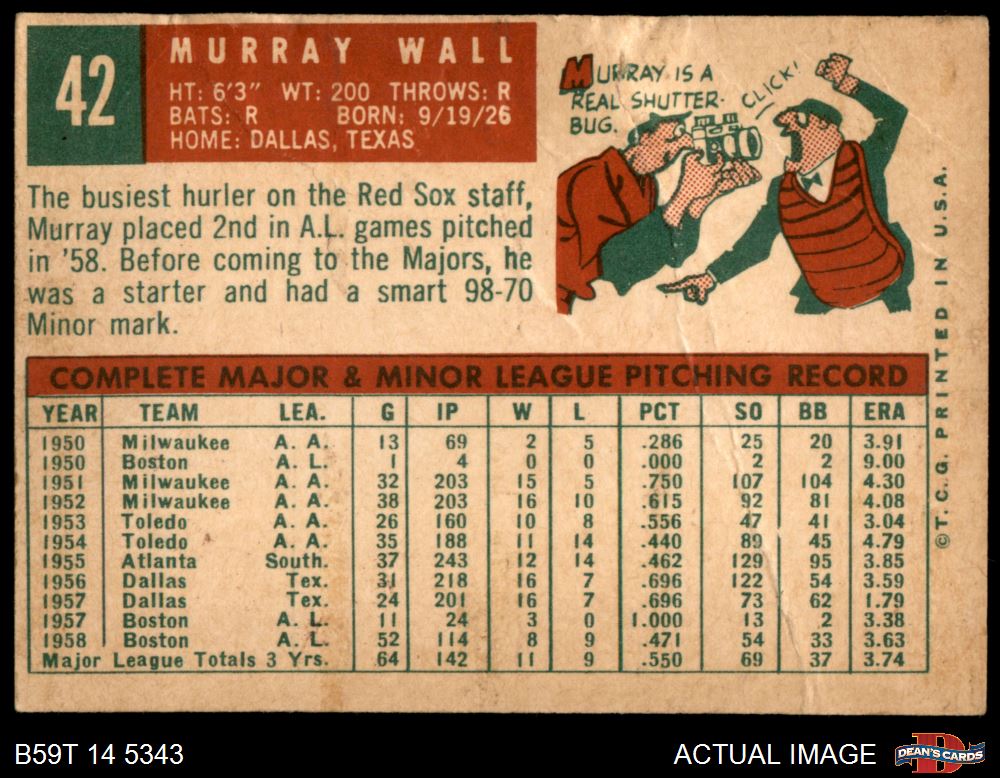 42
MURRAY WALL
HT: 6'3" WT: 200 THROWS: R
BATS: R BORN: 9/19/26
HOME: DALLAS, TEXAS
MURRAY IS A
REAL SHUTTER-
BUG.
CLICK!
The busiest hurler on the Red Sox staff,
Murray placed 2nd in A.L. games pitched
in '58. Before coming to the Majors, he
was a starter and had a smart 98-70
Minor mark.
COMPLETE MAJOR & MINOR LEAGUE PITCHING RECORD
YEAR TEAM LEA. G IP W L PCT SO BB ERA
1950 Milwaukee A. A. 13 69 2 5 .286 25 20 3.91
1950 Boston A. L. 1 4 0 0 .000 2 2 9.00
1951 Milwaukee A. A. 32 203 15 5 .750 107 104 4.30
1952 Milwaukee A. A. 38 203 16 10 .615 92 81 4.08
1953 Toledo A. A. 26 160 10 8 .556 47 41 3.04
1954 Toledo A. A. 35 188 11 14 .440 89 45 4.79
1955 Atlanta South. 37 243 12 14 .462 129 95 3.85
1956 Dallas Tex. 31 218 16 7 .696 122 54 3.59
1957 Dallas Tex. 24 201 16 7 .696 73 62 1.79
1957 Boston A. L. 11 24 3 0 1.000 13 2 3.38
1958 Boston A. L. 52 114 8 9 .471 54 33 3.63
Major League Totals 3 Yrs. 64 142 11 9 .550 69 37 3.74
© T. C. G. PRINTED IN U.S.A.
B59T 14 5343
ACTUAL IMAGE
D
DEAN'S CARDS